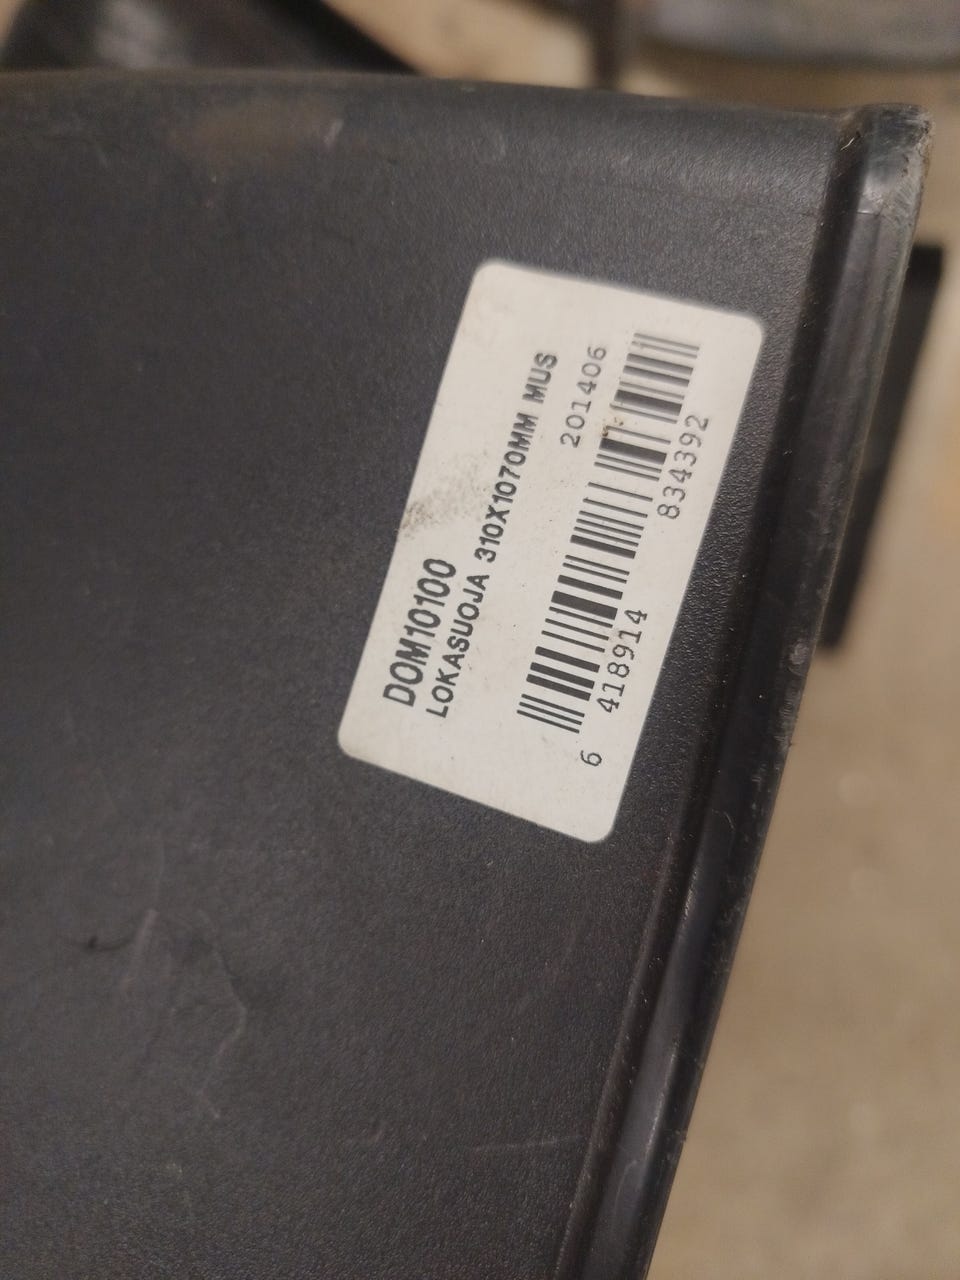 DOM10100
LOKASUOJA 310X1070MM MUS
201406
6 418914 834392